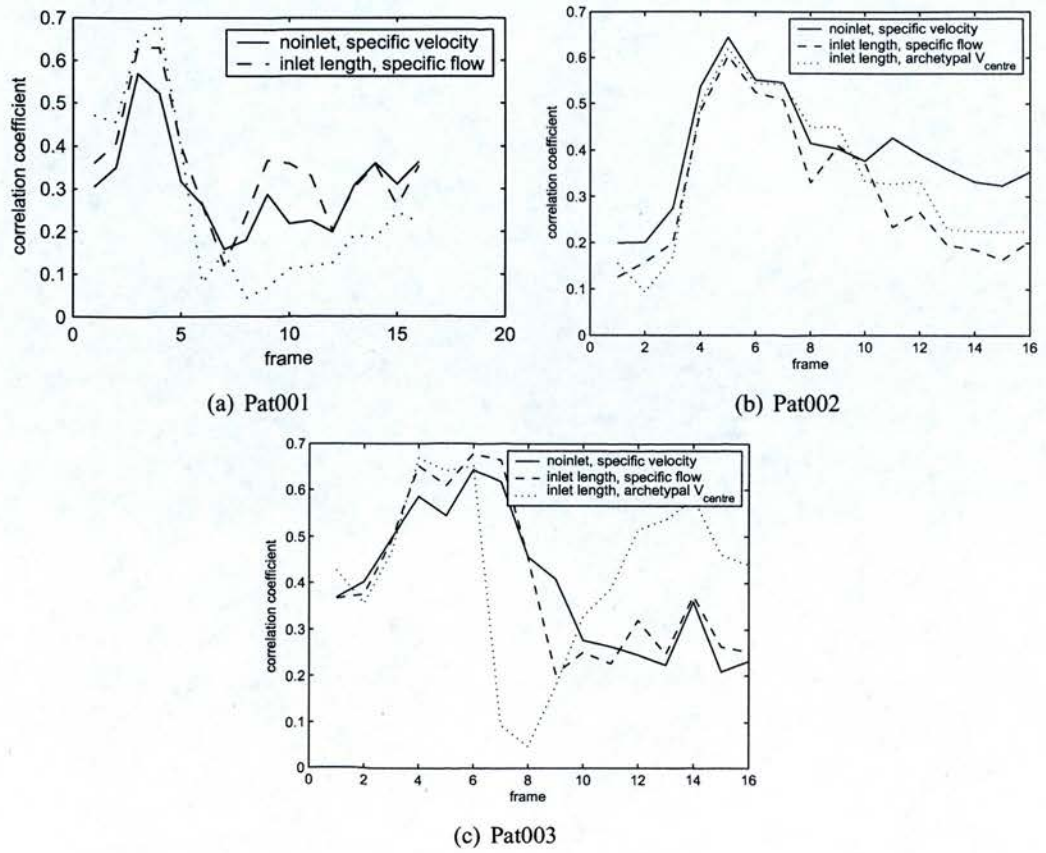 0.7
0.6
0.5
0.4
0.3
0.2
0.1
0
correlation coefficient
noinlet, specific velocity
inlet length, specific flow
0 5 10 15 20
frame
(a) Pat001
0.7
0.6
0.5
0.4
0.3
0.2
0.1
0
correlation coefficient
noinlet, specific velocity
inlet length, specific flow
inlet length, archetypal V centre
0 2 4 6 8 10 12 14 16
frame
(b) Pat002
0.7
0.6
0.5
0.4
0.3
0.2
0.1
0
correlation coefficient
noinlet, specific velocity
inlet length, specific flow
inlet length, archetypal V centre
0 2 4 6 8 10 12 14 16
frame
(c) Pat003